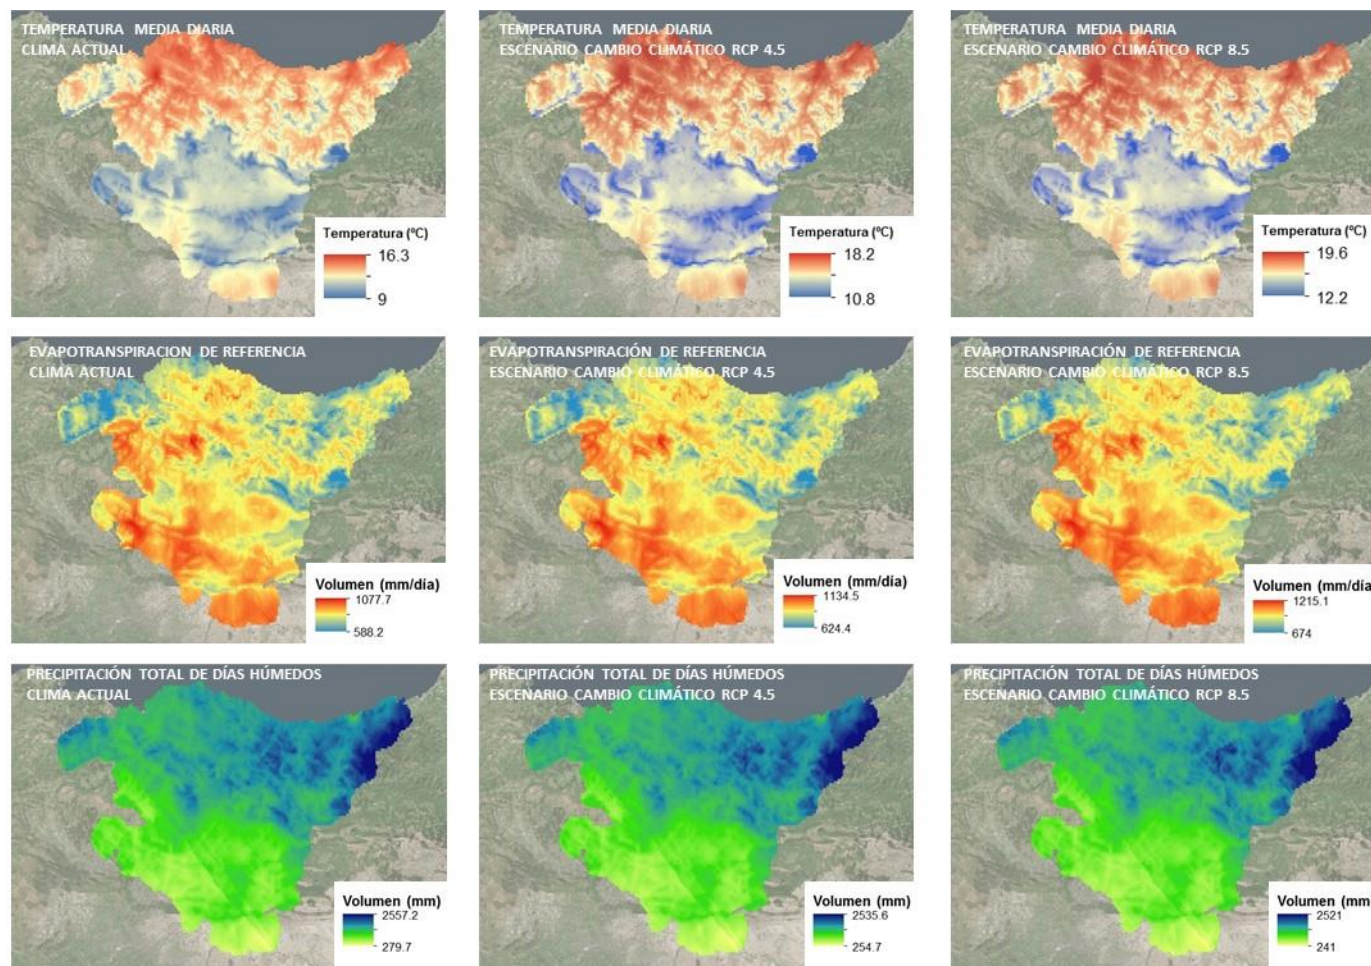 TEMPERATURA MEDIA DIARIA
CLIMA ACTUAL
Temperatura (ºC)
16.3
9
TEMPERATURA MEDIA DIARIA
ESCENARIO CAMBIO CLIMÁTICO RCP 4.5
Temperatura (ºC)
18.2
10.8
TEMPERATURA MEDIA DIARIA
ESCENARIO CAMBIO CLIMÁTICO RCP 8.5
Temperatura (ºC)
19.6
12.2
EVAPOTRANSPIRACION DE REFERENCIA
CLIMA ACTUAL
Volumen (mm/día)
1077.7
588.2
EVAPOTRANSPIRACIÓN DE REFERENCIA
ESCENARIO CAMBIO CLIMÁTICO RCP 4.5
Volumen (mm/día)
1134.5
624.4
EVAPOTRANSPIRACIÓN DE REFERENCIA
ESCENARIO CAMBIO CLIMÁTICO RCP 8.5
Volumen (mm/día
1215.1
674
PRECIPITACIÓN TOTAL DE DÍAS HÚMEDOS
CLIMA ACTUAL
Volumen (mm)
2557.2
279.7
PRECIPITACIÓN TOTAL DE DÍAS HÚMEDOS
ESCENARIO CAMBIO CLIMÁTICO RCP 4.5
Volumen (mm)
2535.6
254.7
PRECIPITACIÓN TOTAL DE DÍAS HÚMEDOS
ESCENARIO CAMBIO CLIMÁTICO RCP 8.5
Volumen (mm
2521
241